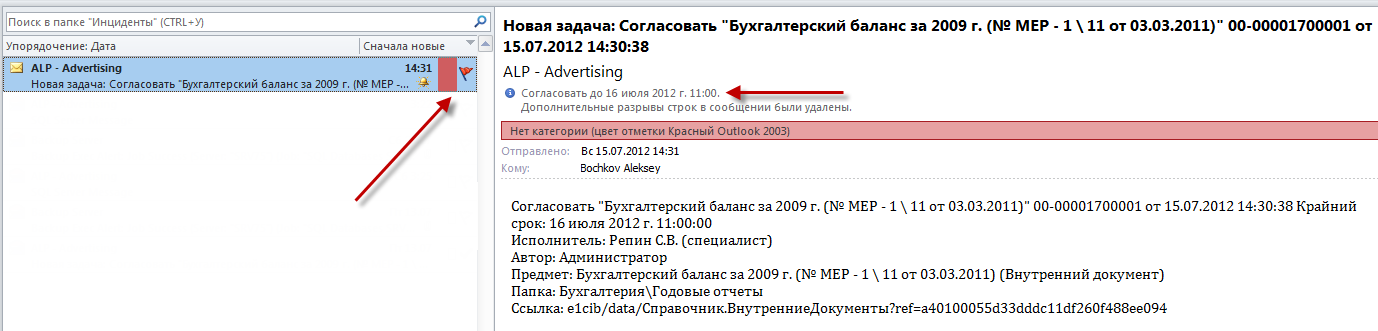 Поиск в папке "Инциденты" (CTRL+У)
Упорядочение: Дата Сначала новые
ALP - Advertising 14:31
Новая задача: Согласовать "Бухгалтерский баланс за 2009 г. (№ МЕР -...
Новая задача: Согласовать "Бухгалтерский баланс за 2009 г. (№ МЕР - 1 \ 11 от 03.03.2011)" 00-00001700001 от
15.07.2012 14:30:38
ALP - Advertising
Согласовать до 16 июля 2012 г. 11:00.
Дополнительные разрывы строк в сообщении были удалены.
Нет категории (цвет отметки Красный Outlook 2003)
Отправлено: Вс 15.07.2012 14:31
Кому: Bochkov Aleksey
Согласовать "Бухгалтерский баланс за 2009 г. (№ МЕР - 1 \ 11 от 03.03.2011)" 00-00001700001 от 15.07.2012 14:30:38 Крайний
срок: 16 июля 2012 г. 11:00:00
Исполнитель: Репин С.В. (специалист)
Автор: Администратор
Предмет: Бухгалтерский баланс за 2009 г. (№ МЕР - 1 \ 11 от 03.03.2011) (Внутренний документ)
Папка: Бухгалтерия\Годовые отчеты
Ссылка: e1cib/data/Справочник.ВнутренниеДокументы?ref=a40100055d33dddc11df260f488ee094